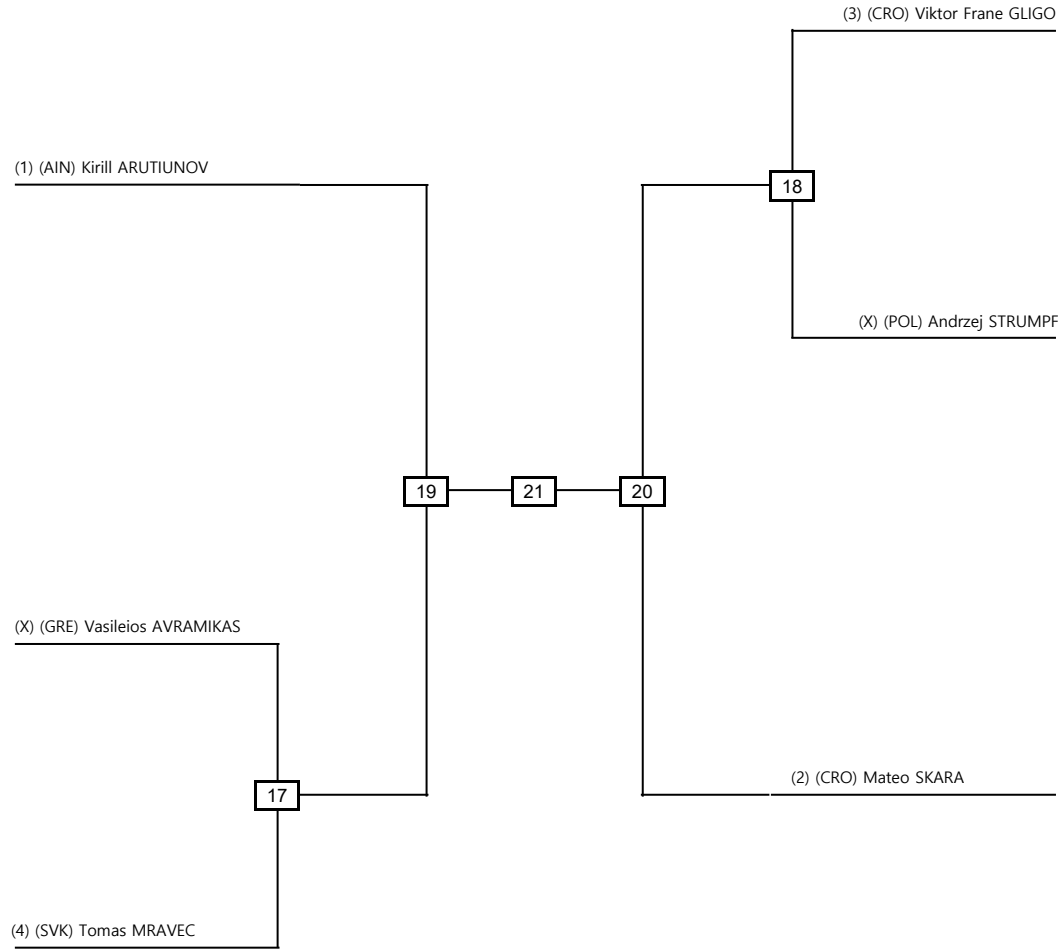 (3) (CRO) Viktor Frane GLIGO
(1) (AIN) Kirill ARUTIUNOV
18
(X) (POL) Andrzej STRUMPF
19
21
20
(X) (GRE) Vasileios AVRAMIKAS
17
(2) (CRO) Mateo SKARA
(4) (SVK) Tomas MRAVEC